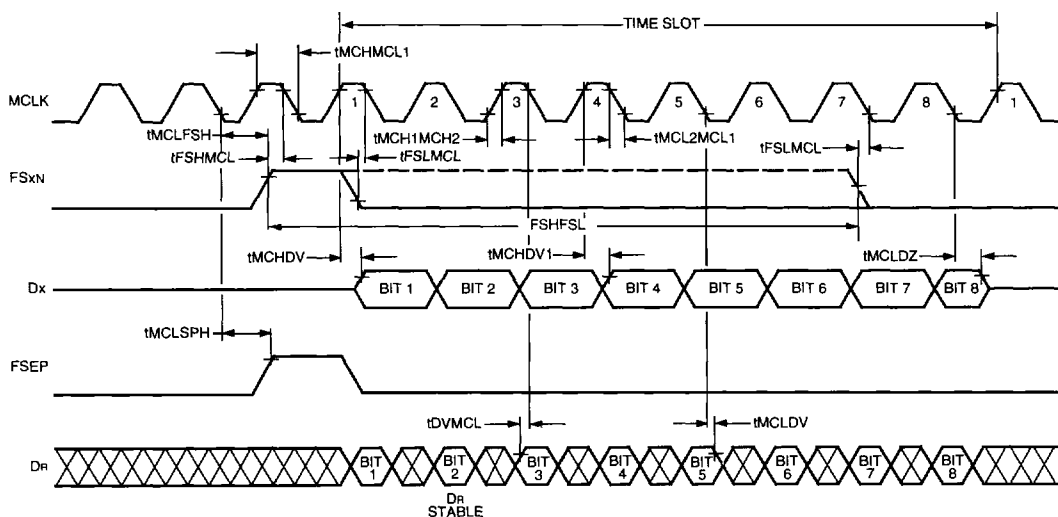 TIME SLOT
tMCHMCL1
MCLK
1 2 3 4 5 6 7 8 1
tMCLFSH
tMCH1MCH2
tMCL2MCL1
tFSHMCL
tFSLMCL
tFSLMCL
FSXN
FSHFSL
tMCHDV
tMCHDV1
tMCLDZ
DX
BIT 1 BIT 2 BIT 3 BIT 4 BIT 5 BIT 6 BIT 7 BIT 8
tMCLSPH
FSEP
tDVMCL
tMCLDV
DR
BIT 1 BIT 2 BIT 3 BIT 4 BIT 5 BIT 6 BIT 7 BIT 8
DR
STABLE